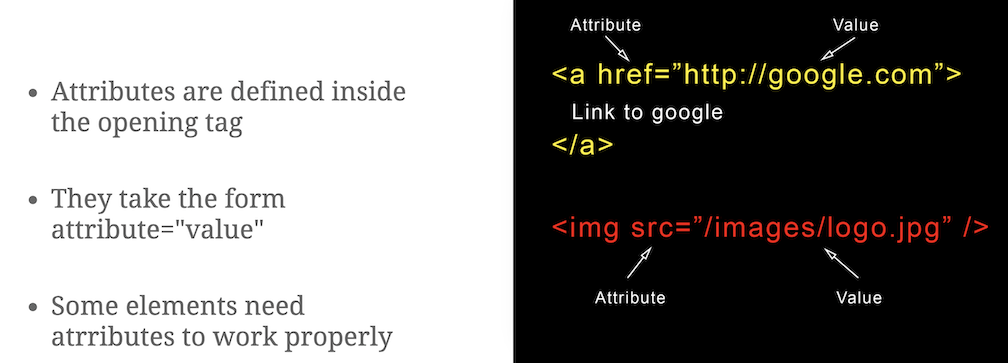 Attributes are defined inside
the opening tag
They take the form
attribute="value"
Some elements need
atrributes to work properly
Attribute
Value
<a href=”http://google.com”>
Link to google
</a>
<img src=”/images/logo.jpg” />
Attribute
Value